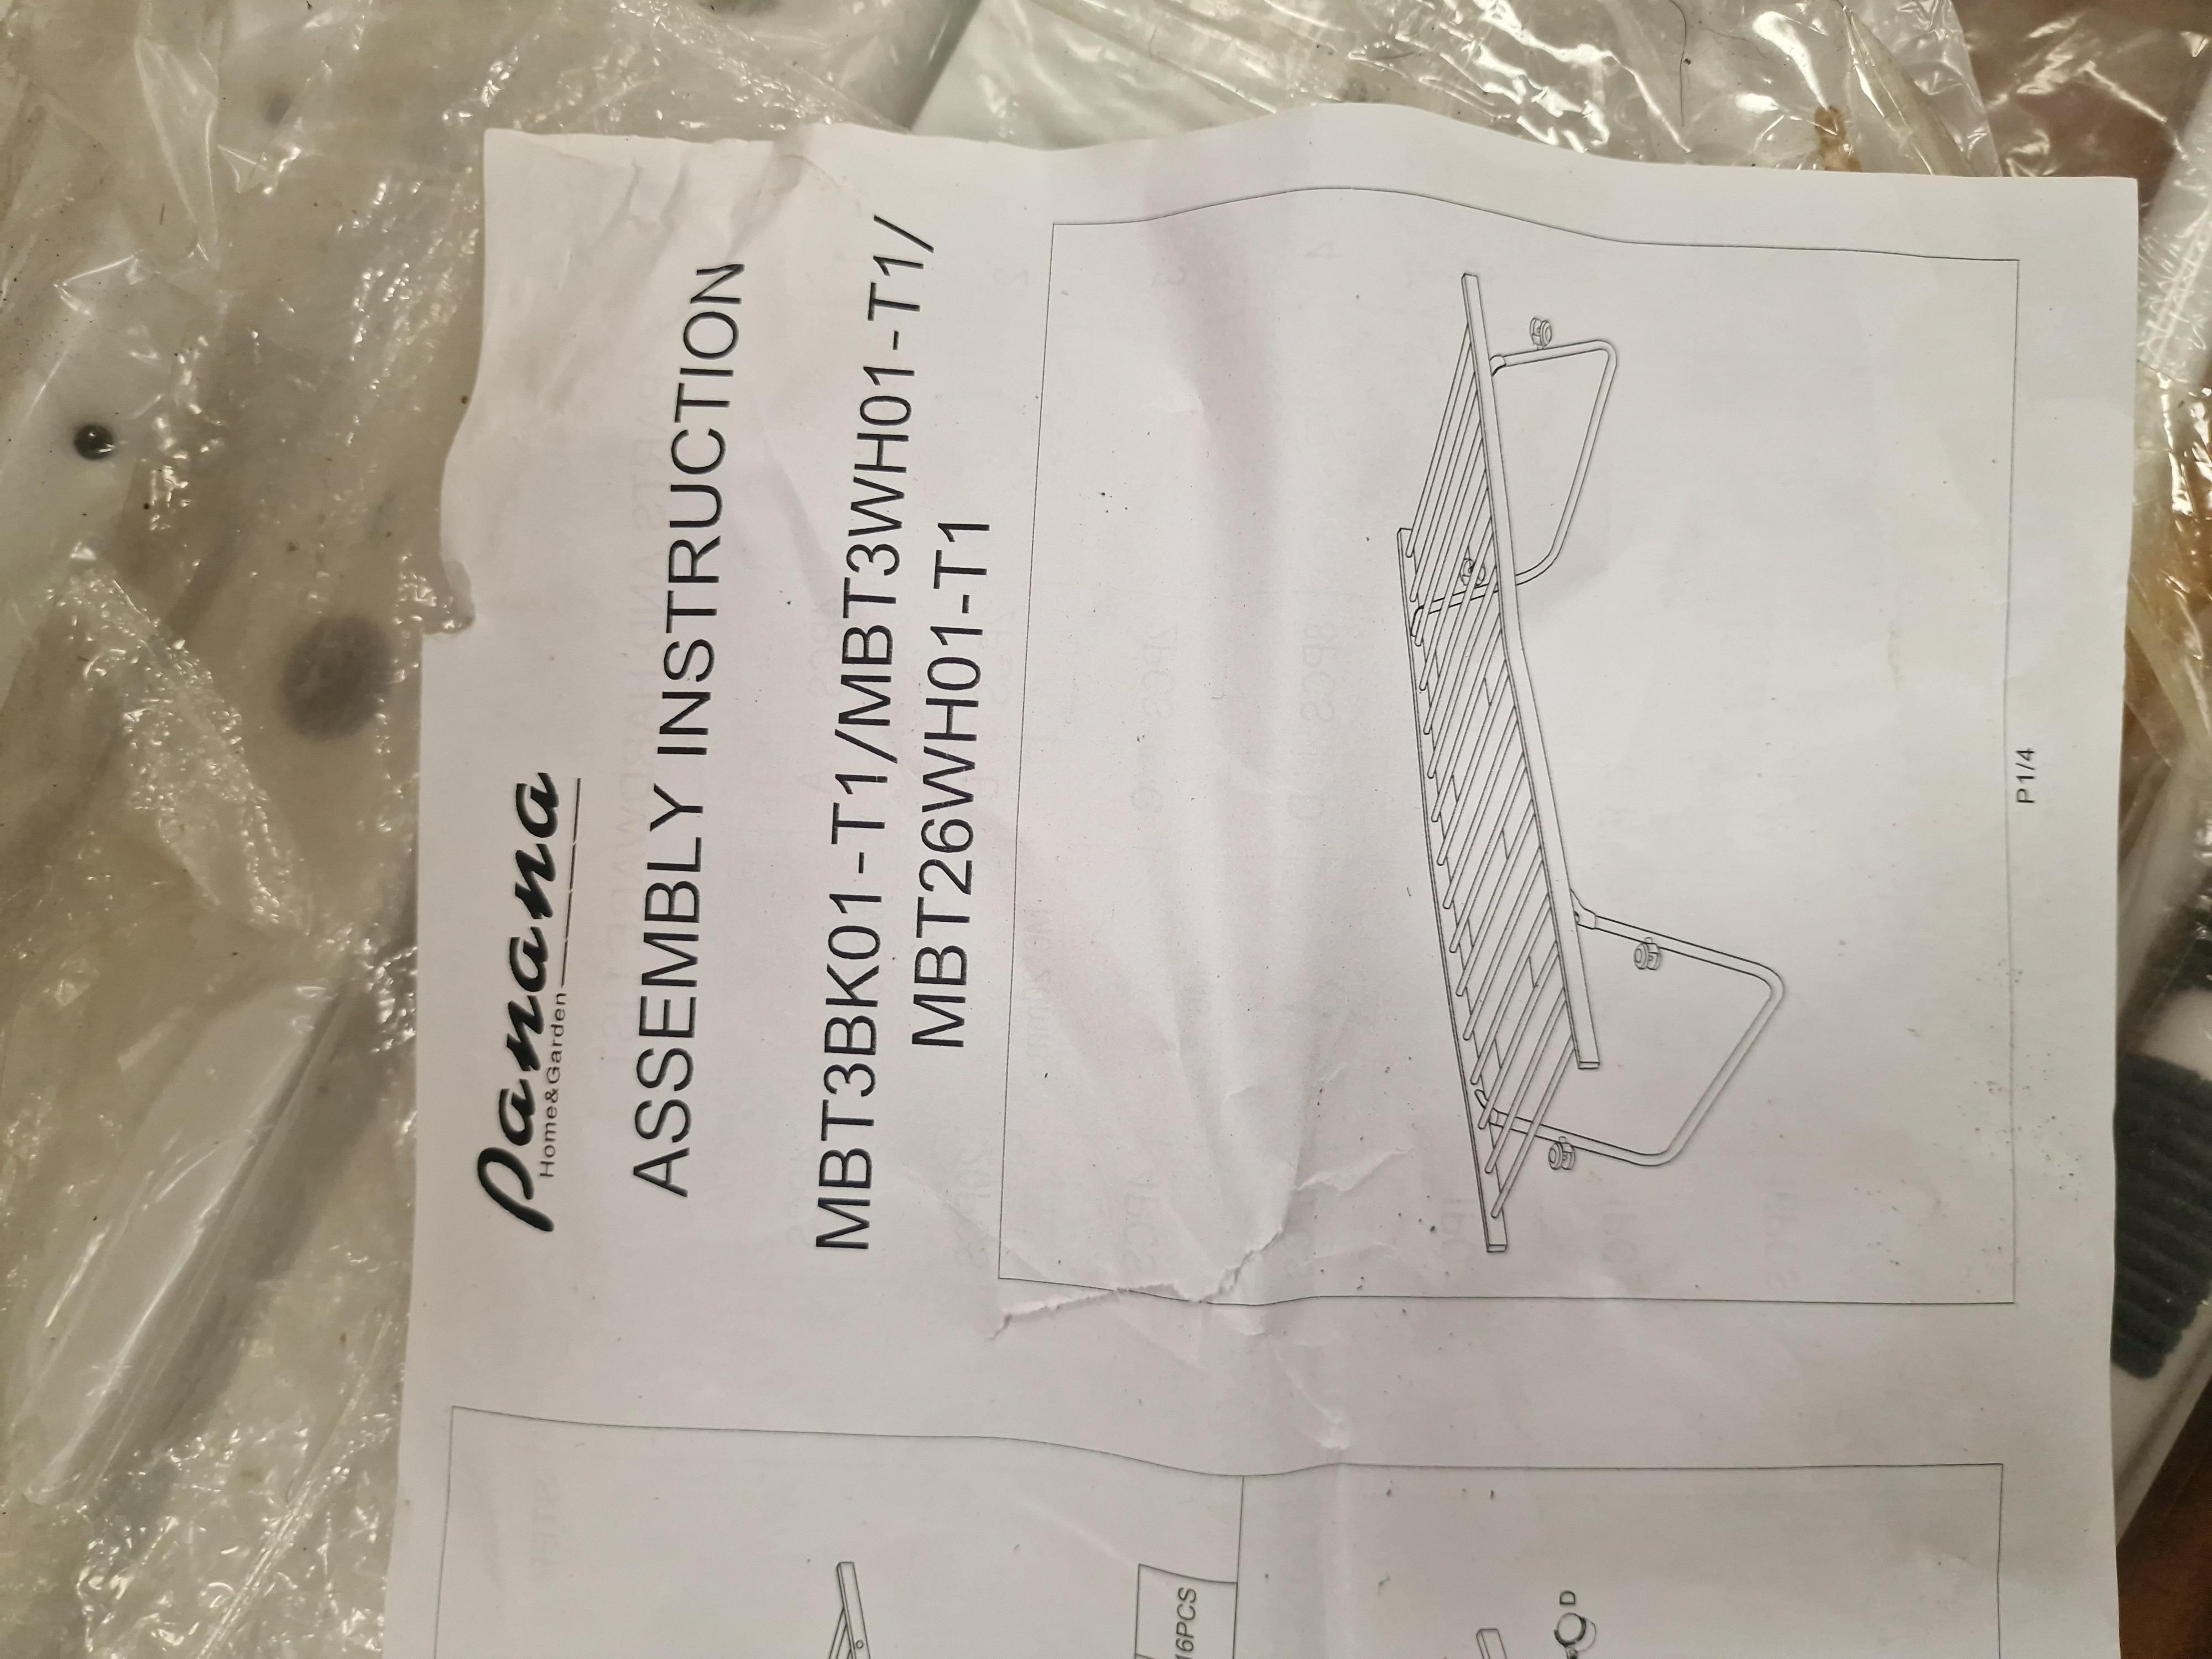 Panana
Home&Garden
ASSEMBLY INSTRUCTION
MBT3BK01-T1/MBT3WH01-T1/
MBT26WH01-T1
P1/4
16PCS
D